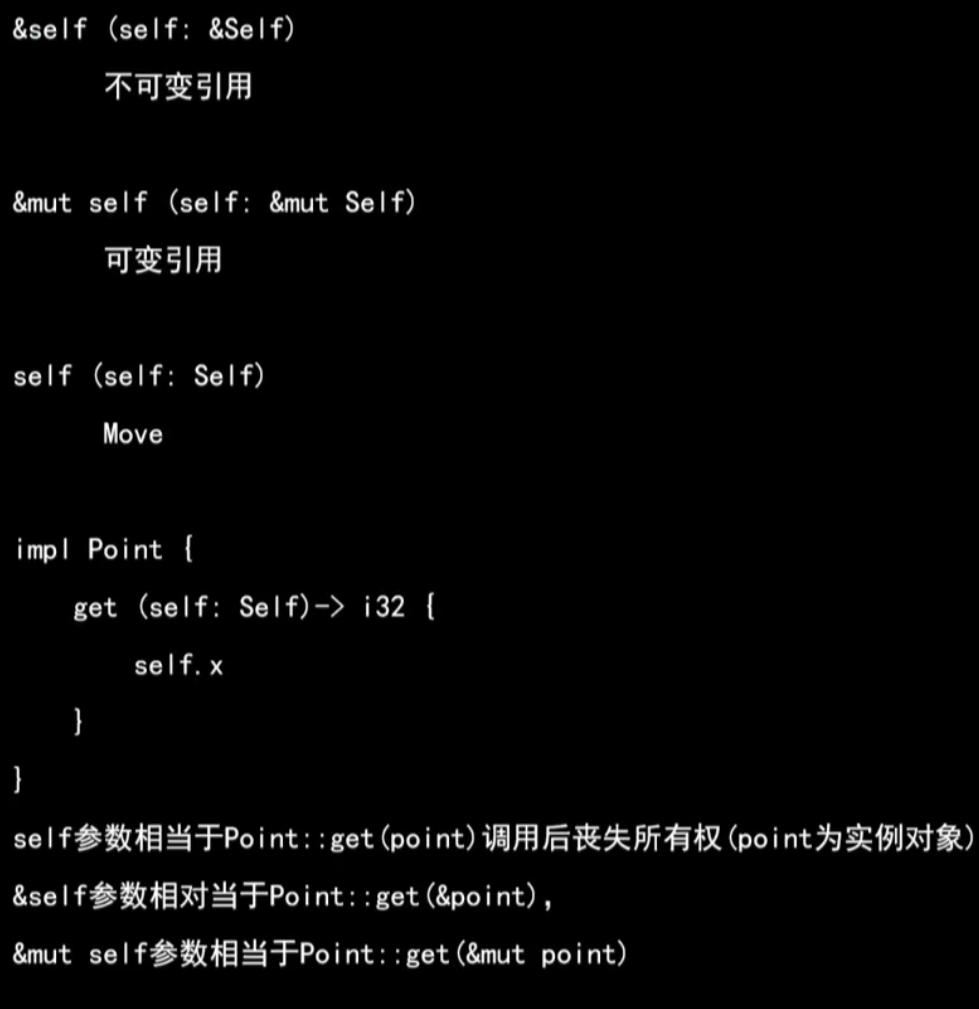 &self (self: &Self)
不可变引用
&mut self (self: &mut Self)
可变引用
self (self: Self)
Move
impl Point {
get (self: Self)-> i32 {
self.x
}
}
self参数相当于Point::get(point)调用后丧失所有权(point为实例对象)
&self参数相对当于Point::get(&point),
&mut self参数相当于Point::get(&mut point)